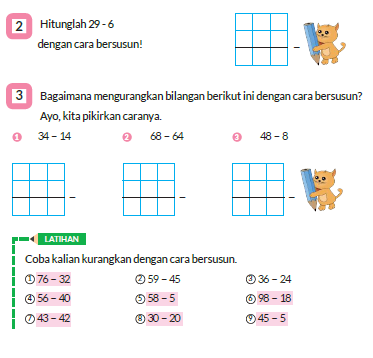 2 Hitunglah 29 - 6
dengan cara bersusun!
–
3 Bagaimana mengurangkan bilangan berikut ini dengan cara bersusun?
Ayo, kita pikirkan caranya.
1 34 – 14 2 68 – 64 3 48 – 8
– – –
LATIHAN
Coba kalian kurangkan dengan cara bersusun.
1 76 – 32 2 59 – 45 3 36 – 24
4 56 – 40 5 58 – 5 6 98 – 18
7 43 – 42 8 30 – 20 9 45 – 5